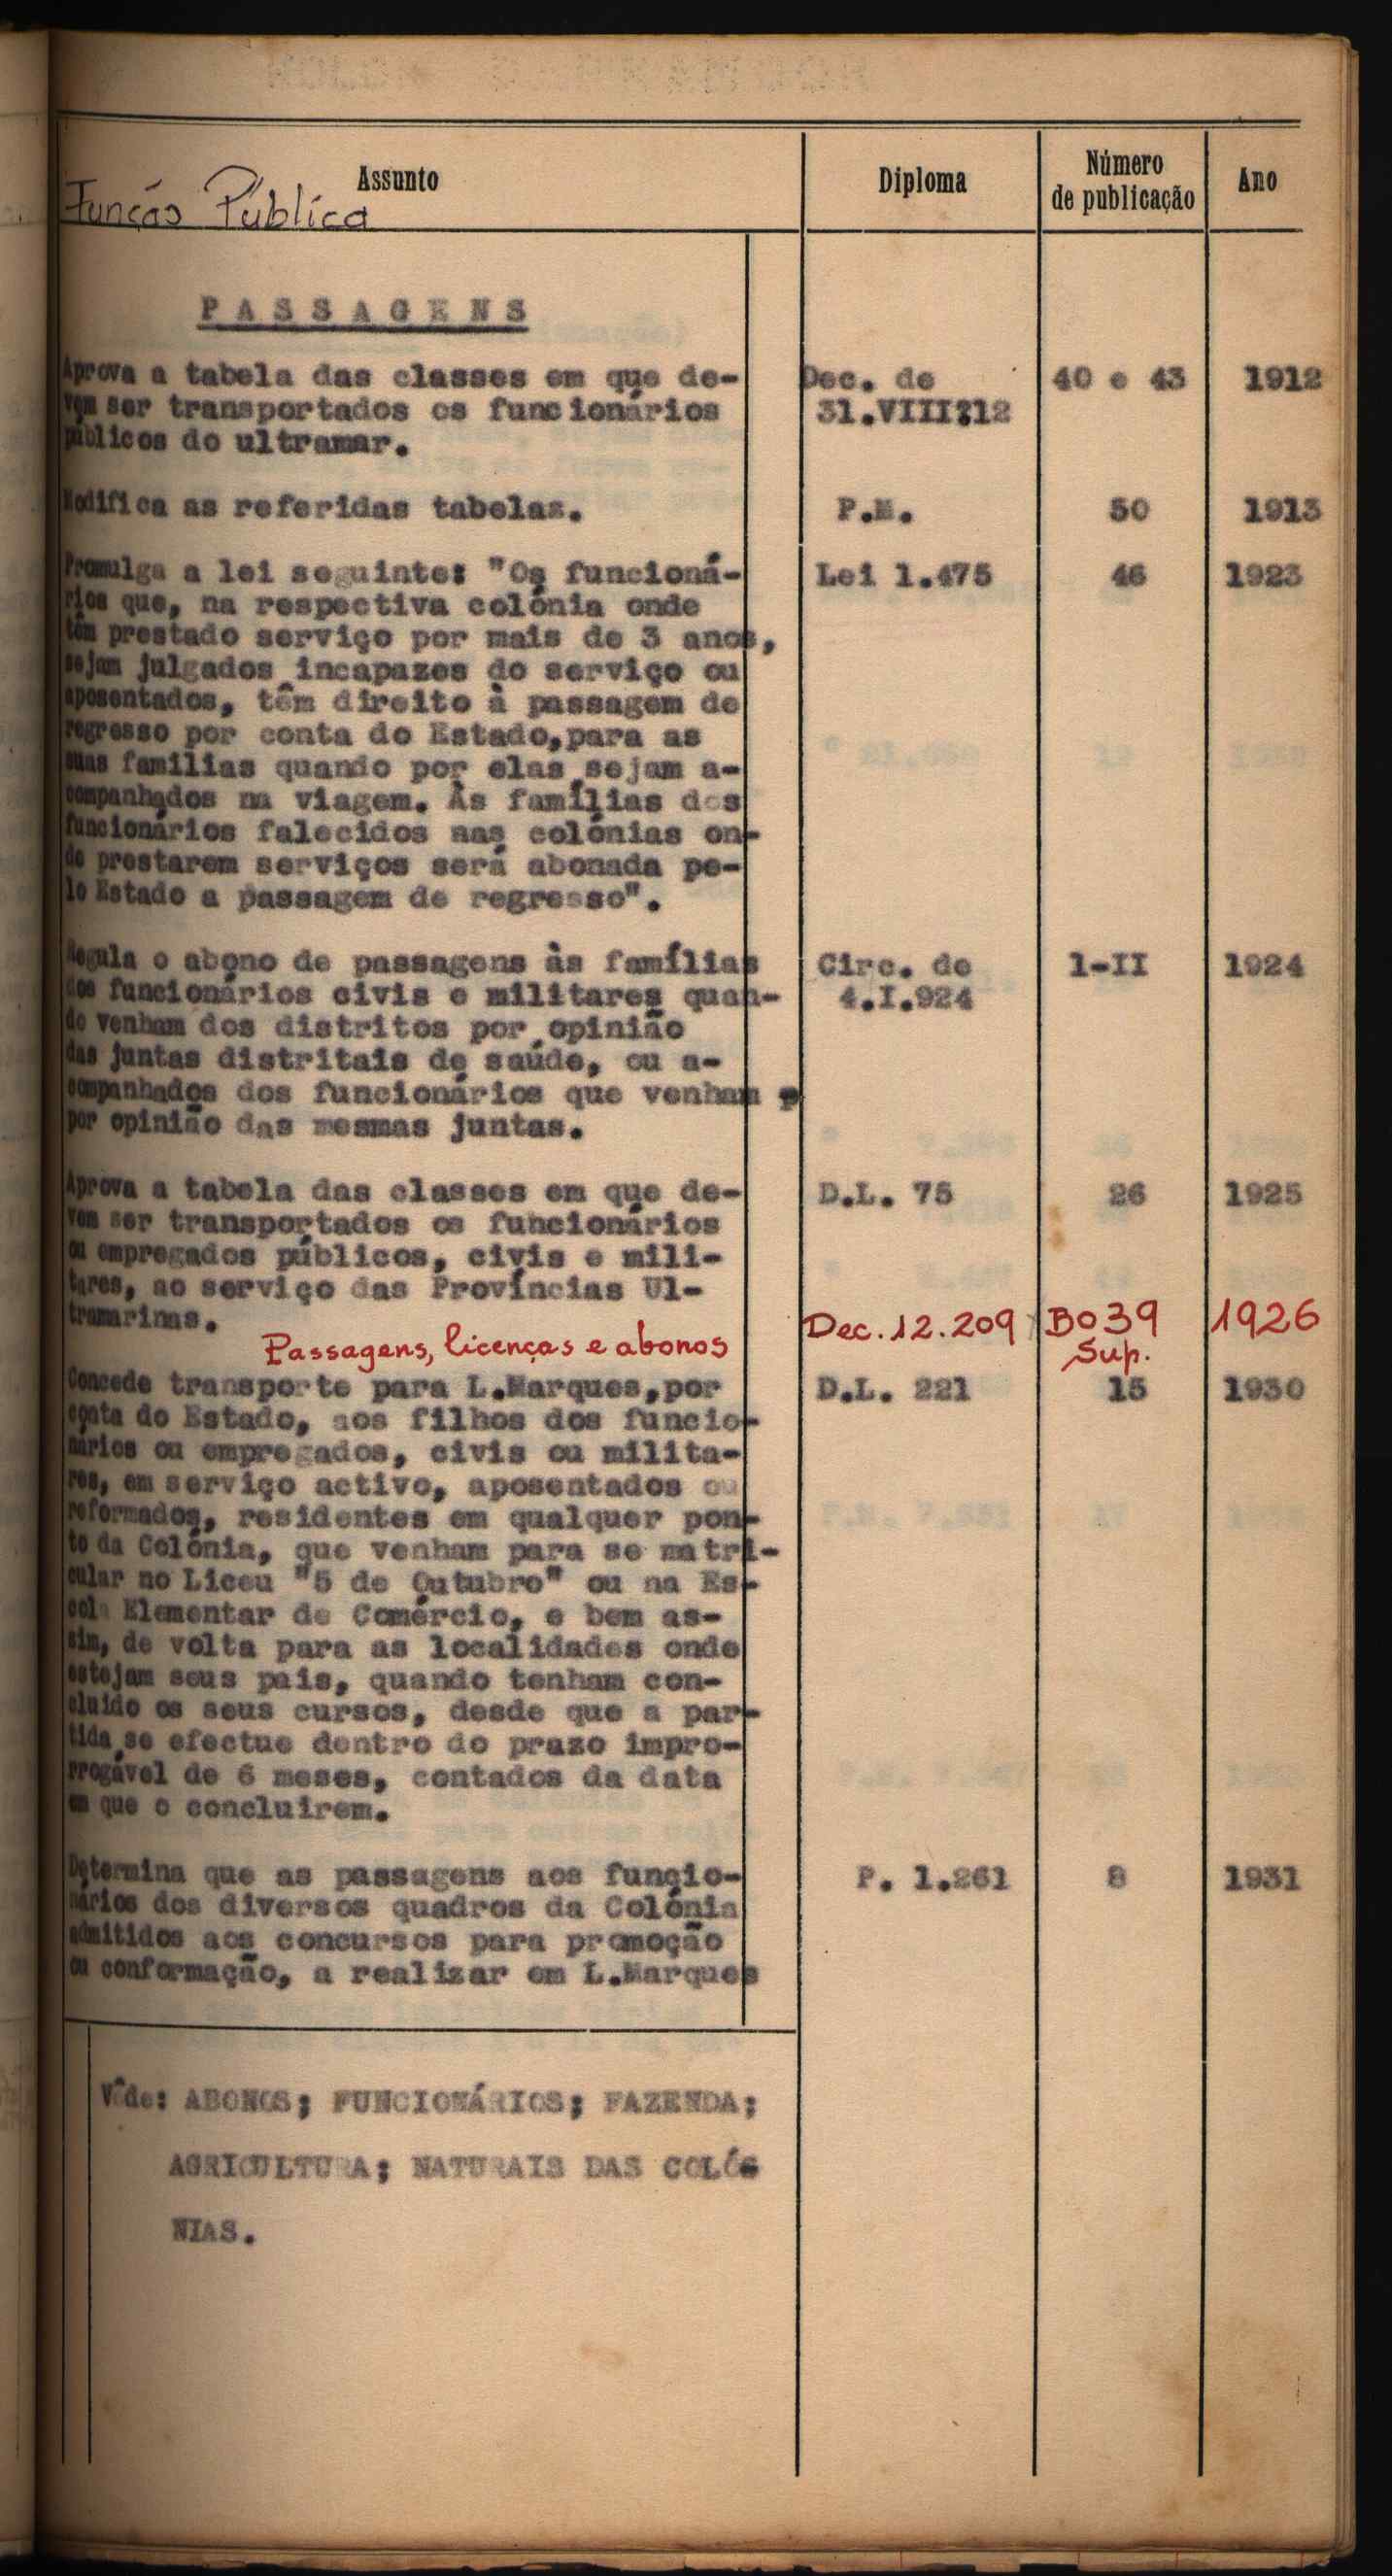 Assunto Diploma Número de publicação Ano
Função Pública
PASSAGENS
Aprova a tabela das classes em que de- Dec. de 40 e 43 1912
vem ser transportados os funcionários 31.VIII:12
públicos do ultramar.
Modifica as referidas tabelas. P.M. 50 1913
Promulga a lei seguinte: "Os funcioná- Lei 1.475 46 1923
rios que, na respectiva colónia onde
têm prestado serviço por mais de 3 anos,
sejam julgados incapazes do serviço ou
aposentados, têm direito à passagem de
regresso por conta do Estado,para as
suas famílias quando por elas sejam a-
companhados na viagem. Às famílias dos
funcionários falecidos nas colónias on-
de prestarem serviços será abonada pe-
lo Estado a passagem de regresso".
Regula o abono de passagens às famílias Circ. de 1-II 1924
dos funcionários civis e militares quan- 4.I.924
do venham dos distritos por opinião
das juntas distritais de saúde, ou a-
companhados dos funcionários que venham p
por opinião das mesmas juntas.
Aprova a tabela das classes em que de- D.L. 75 26 1925
vem ser transportados os funcionários
ou empregados públicos, civis e mili-
tares, ao serviço das Províncias Ul-
tramarinas.
Passagens, licenças e abonos Dec. 12.209 BO39 Sup. 1926
Concede transporte para L.Marques,por D.L. 221 15 1930
conta do Estado, aos filhos dos funcio-
nários ou empregados, civis ou milita-
res, em serviço activo, aposentados ou
reformados, residentes em qualquer pon-
to da Colónia, que venham para se matri-
cular no Liceu "5 de Outubro" ou na Es-
cola Elementar de Comércio, e bem as-
sim, de volta para as localidades onde
estejam seus pais, quando tenham con-
cluido os seus cursos, desde que a par-
tida se efectue dentro do prazo impro-
rrogável de 6 meses, contados da data
em que o concluirem.
Determina que as passagens aos funcio- P. 1.261 8 1931
nários dos diversos quadros da Colónia
admitidos aos concursos para promoção
ou conformação, a realizar em L.Marques
Vide: ABONOS; FUNCIONÁRIOS; FAZENDA;
AGRICULTURA; NATURAIS DAS COLÓ-
NIAS.